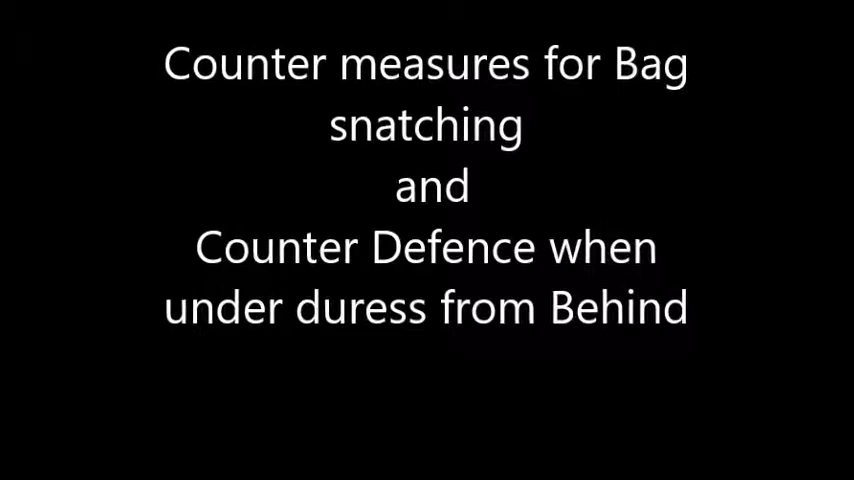 Counter measures for Bag
snatching
and
Counter Defence when
under duress from Behind